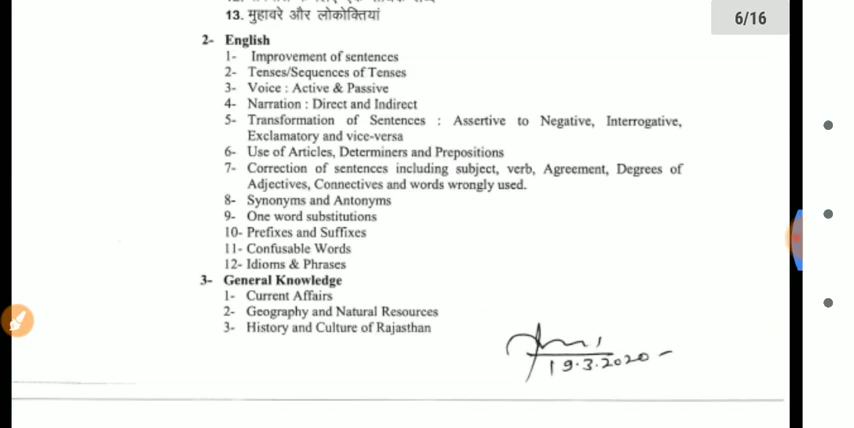 6/16
13. मुहावरे और लोकोक्तियां
2- English
1- Improvement of sentences
2- Tenses/Sequences of Tenses
3- Voice : Active & Passive
4- Narration : Direct and Indirect
5- Transformation of Sentences : Assertive to Negative, Interrogative,
Exclamatory and vice-versa
6- Use of Articles, Determiners and Prepositions
7- Correction of sentences including subject, verb, Agreement, Degrees of
Adjectives, Connectives and words wrongly used.
8- Synonyms and Antonyms
9- One word substitutions
10- Prefixes and Suffixes
11- Confusable Words
12- Idioms & Phrases
3- General Knowledge
1- Current Affairs
2- Geography and Natural Resources
3- History and Culture of Rajasthan
19.3.2020